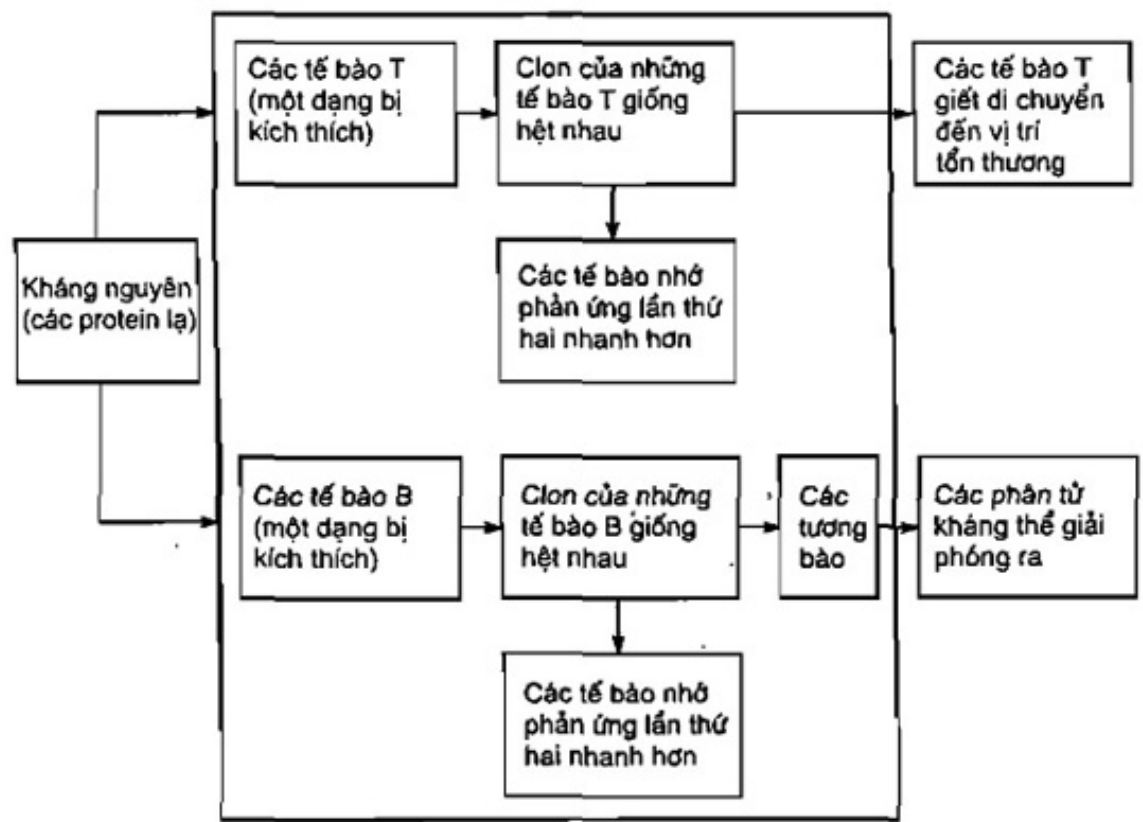 Các tế bào T
(một dạng bị
kích thích)
Clon của những
tế bào T giống
hệt nhau
Các tế bào T
giết di chuyển
đến vị trí
tổn thương
Kháng nguyên
(các protein lạ)
Các tế bào nhớ
phản ứng lần thứ
hai nhanh hơn
Các tế bào B
(một dạng bị
kích thích)
Clon của những
tế bào B giống
hệt nhau
Các
tương
bào
Các phân tử
kháng thể giải
phóng ra
Các tế bào nhớ
phản ứng lần thứ
hai nhanh hơn